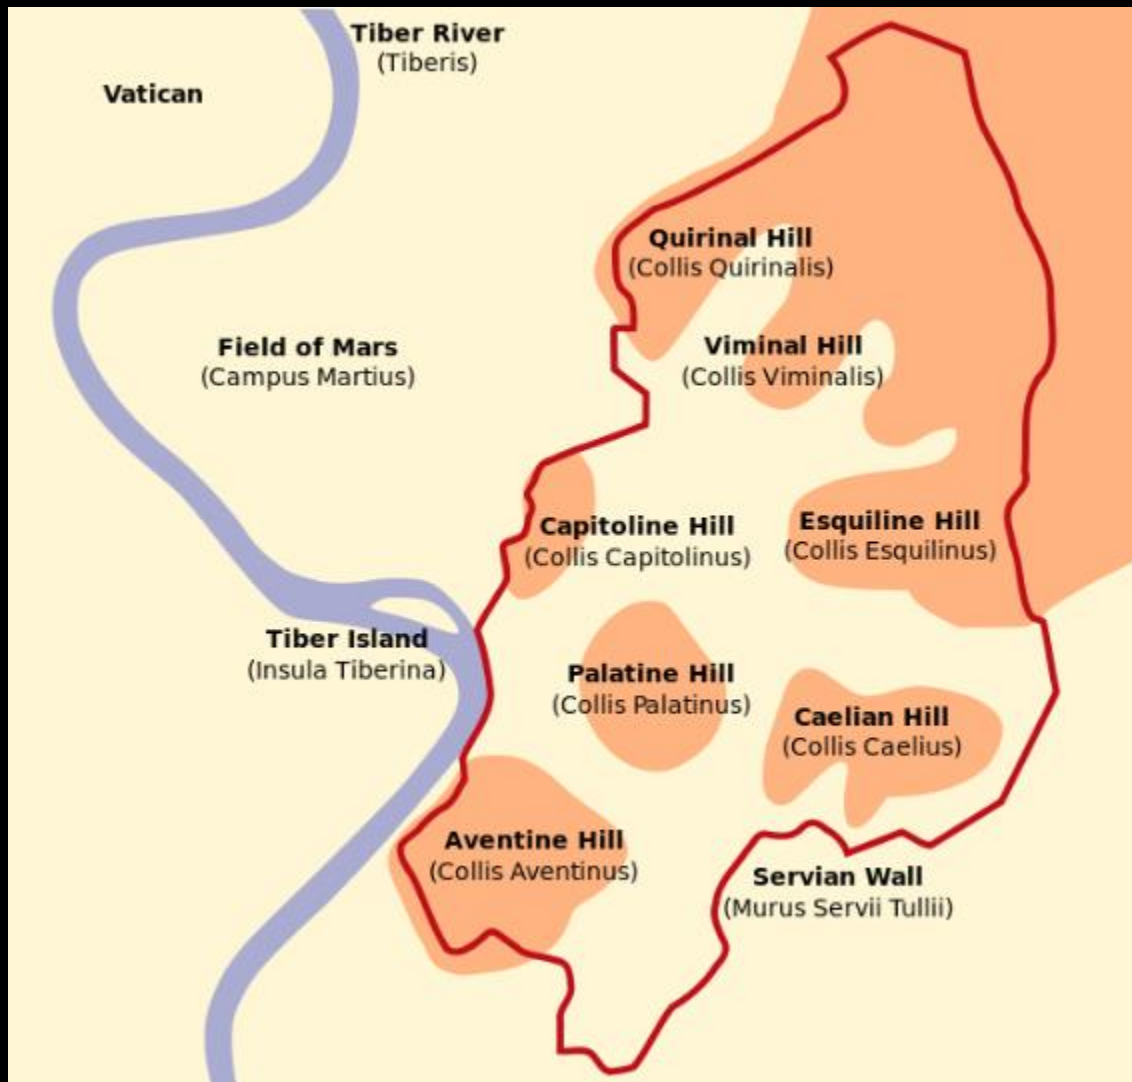 Tiber River
(Tiberis)
Vatican
Quirinal Hill
(Collis Quirinalis)
Field of Mars
(Campus Martius)
Viminal Hill
(Collis Viminalis)
Capitoline Hill
(Collis Capitolinus)
Esquiline Hill
(Collis Esquilinus)
Tiber Island
(Insula Tiberina)
Palatine Hill
(Collis Palatinus)
Caelian Hill
(Collis Caelius)
Aventine Hill
(Collis Aventinus)
Servian Wall
(Murus Servii Tullii)